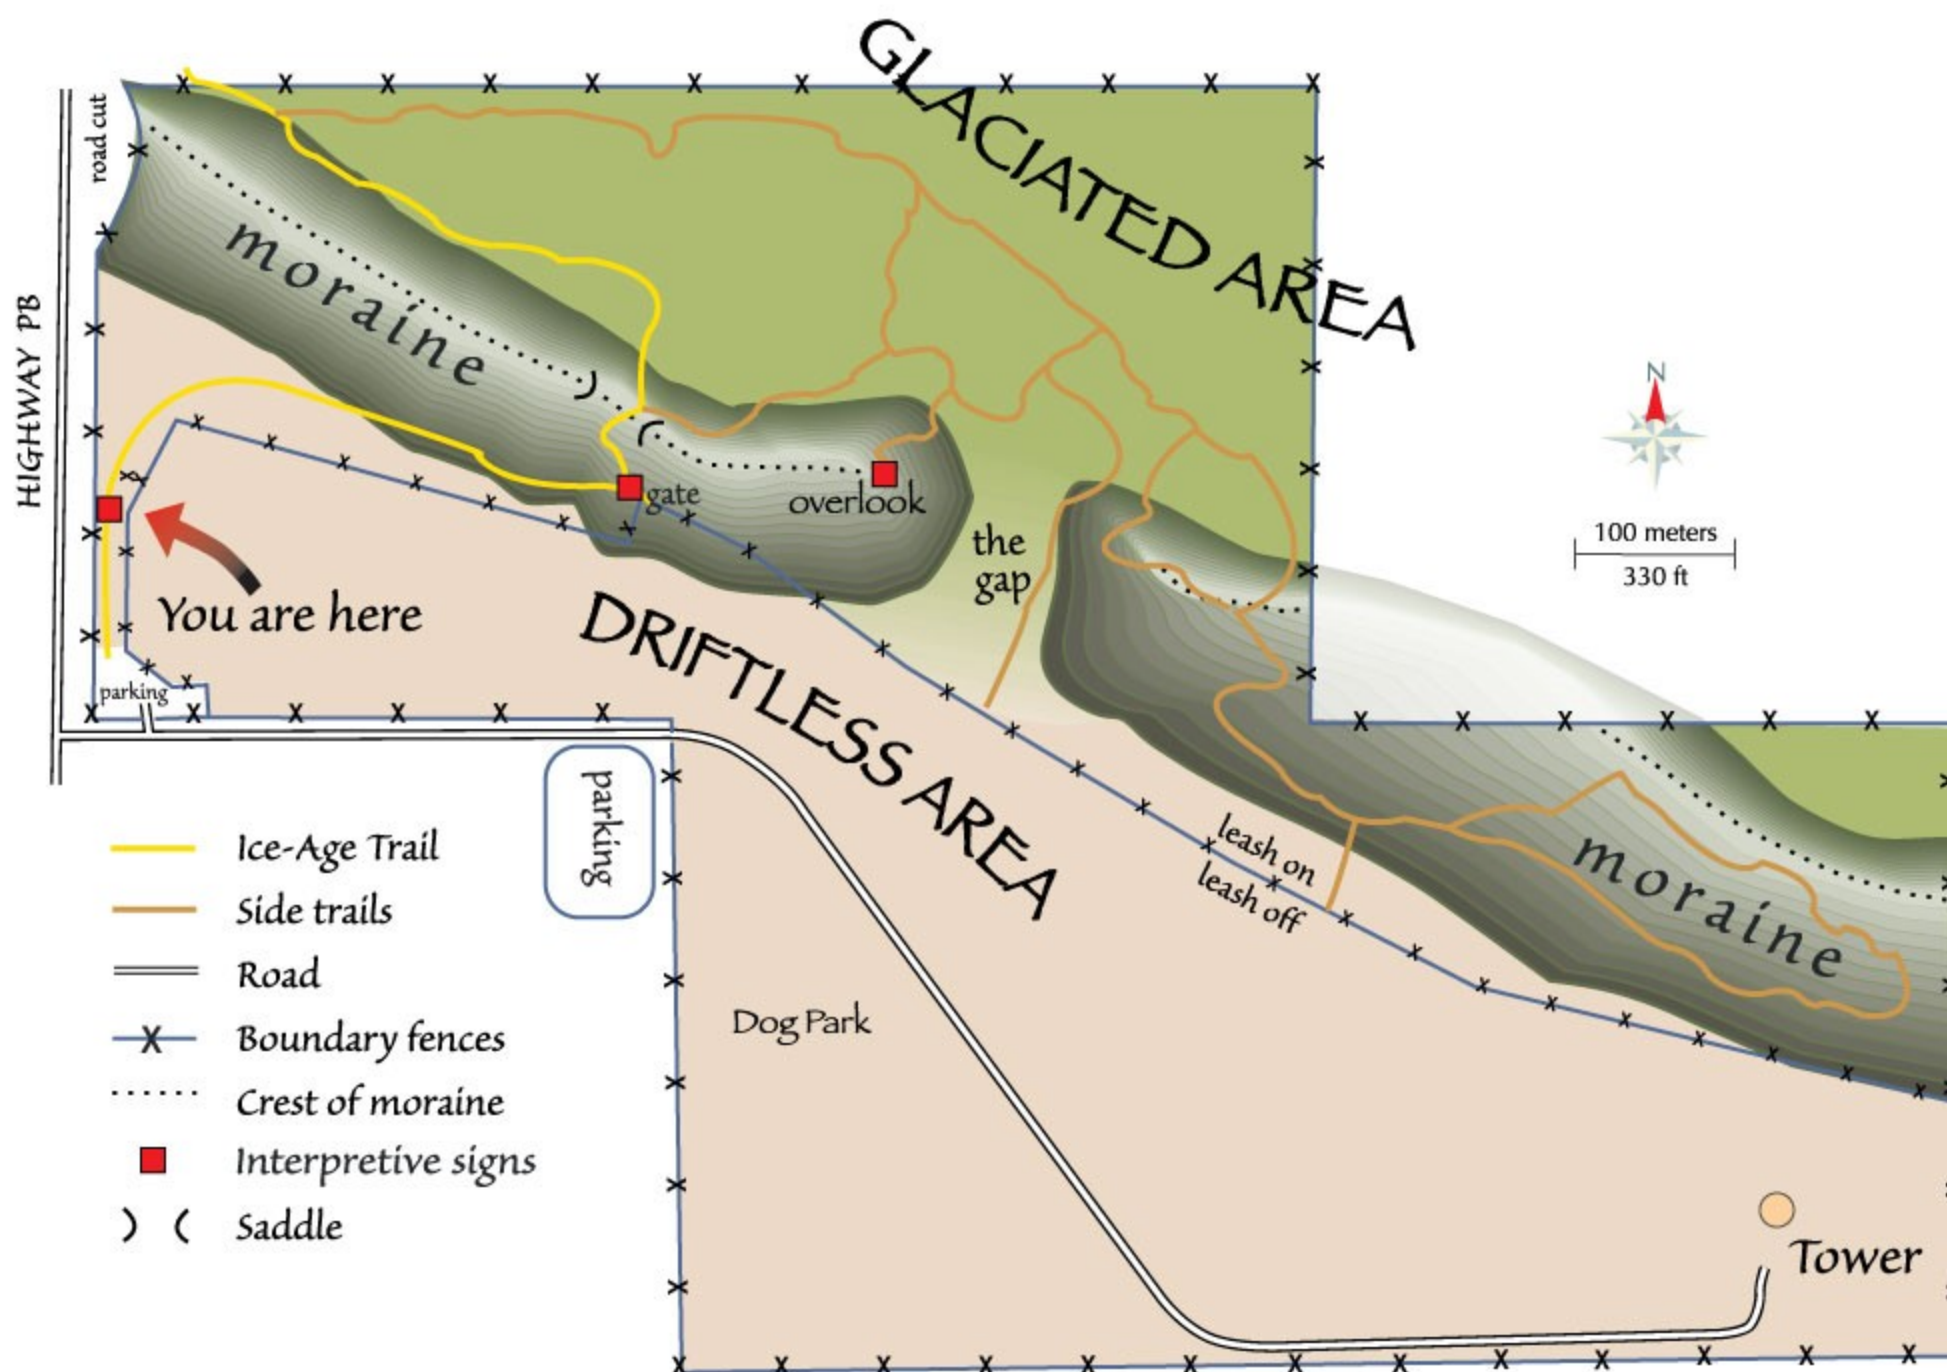 GLACIATED AREA
road cut
HIGHWAY PB
moraine
N
100 meters
330 ft
gate
overlook
the
gap
You are here
DRIFTLESS AREA
parking
parking
leash on
leash off
moraine
Dog Park
Tower
Ice-Age Trail
Side trails
Road
Boundary fences
Crest of moraine
Interpretive signs
Saddle